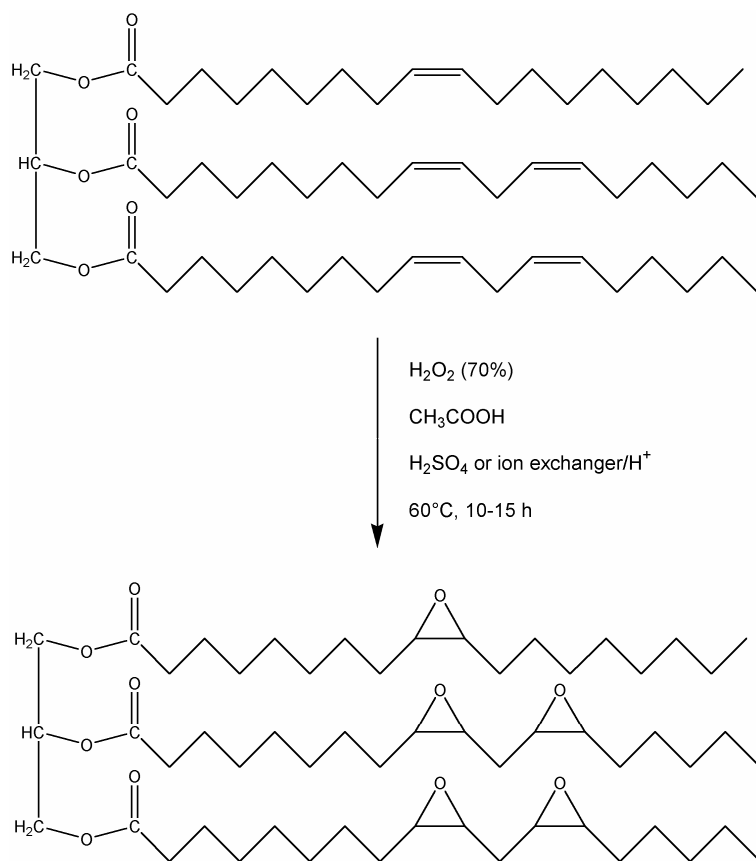 O
H₂C O C
O
HC O C
O
H₂C O C
H₂O₂ (70%)
CH₃COOH
H₂SO₄ or ion exchanger/H⁺
60°C, 10-15 h
O O
H₂C O C
O O O
HC O C
O O O
H₂C O C